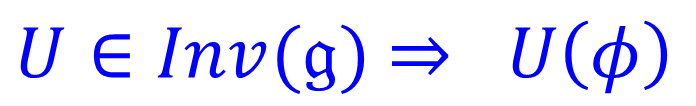 U ∈ Inv(𝔤) ⇒ U(ϕ)